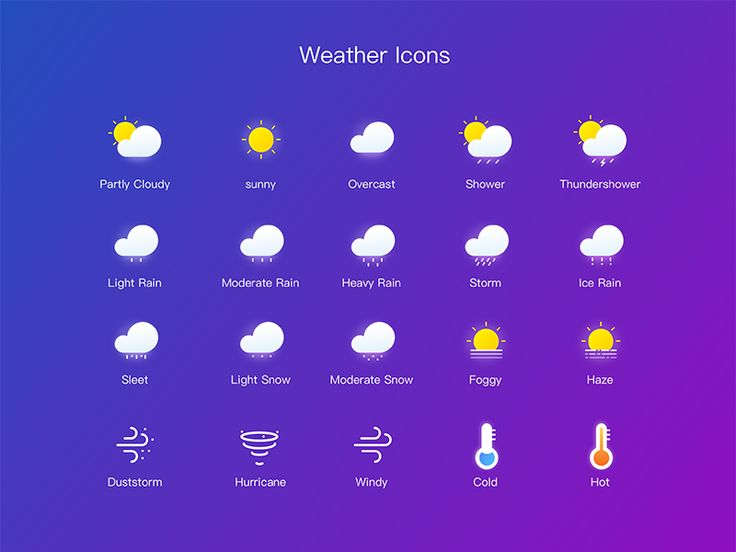 Weather Icons
Partly Cloudy
sunny
Overcast
Shower
Thundershower
Light Rain
Moderate Rain
Heavy Rain
Storm
Ice Rain
Sleet
Light Snow
Moderate Snow
Foggy
Haze
Duststorm
Hurricane
Windy
Cold
Hot